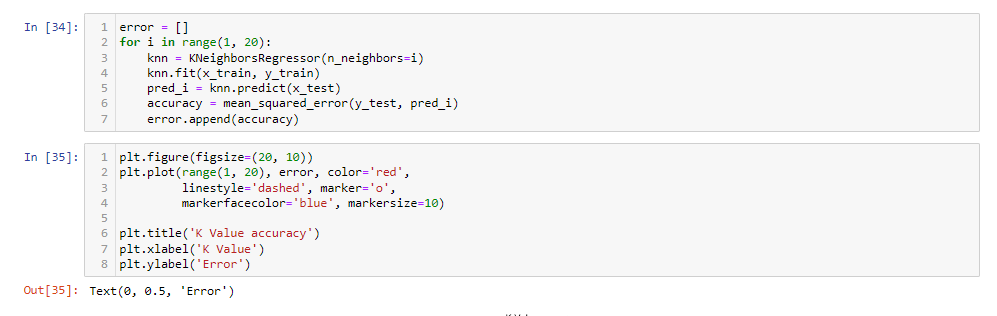 In [34]:
1 error = []
2 for i in range(1, 20):
3     knn = KNeighborsRegressor(n_neighbors=i)
4     knn.fit(x_train, y_train)
5     pred_i = knn.predict(x_test)
6     accuracy = mean_squared_error(y_test, pred_i)
7     error.append(accuracy)
In [35]:
1 plt.figure(figsize=(20, 10))
2 plt.plot(range(1, 20), error, color='red',
3          linestyle='dashed', marker='o',
4          markerfacecolor='blue', markersize=10)
5
6 plt.title('K Value accuracy')
7 plt.xlabel('K Value')
8 plt.ylabel('Error')
Out[35]: Text(0, 0.5, 'Error')